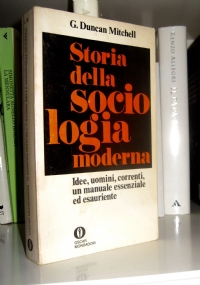 G. Duncan Mitchell
Storia
della
socio
logia
moderna
Idee, uomini, correnti,
un manuale essenziale
ed esauriente
OSCAR
MONDADORI